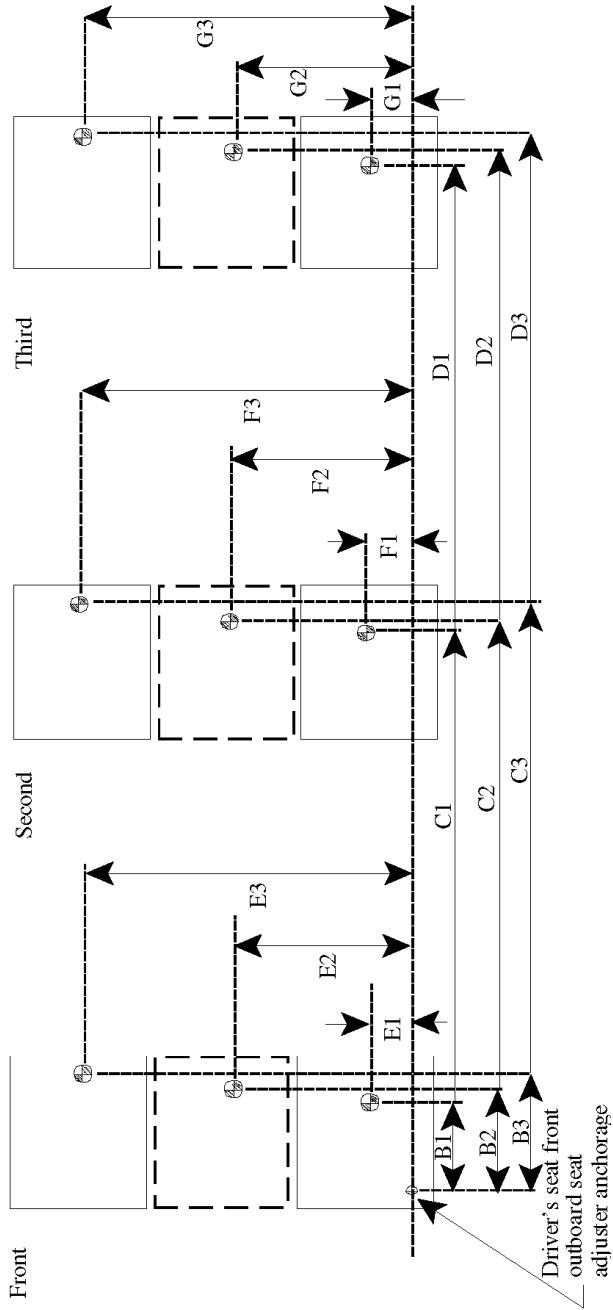 Front
Second
Third
E3
E2
E1
F3
F2
F1
G3
G2
G1
B1
B2
B3
C1
C2
C3
D1
D2
D3
Driver's seat front
outboard seat
adjuster anchorage